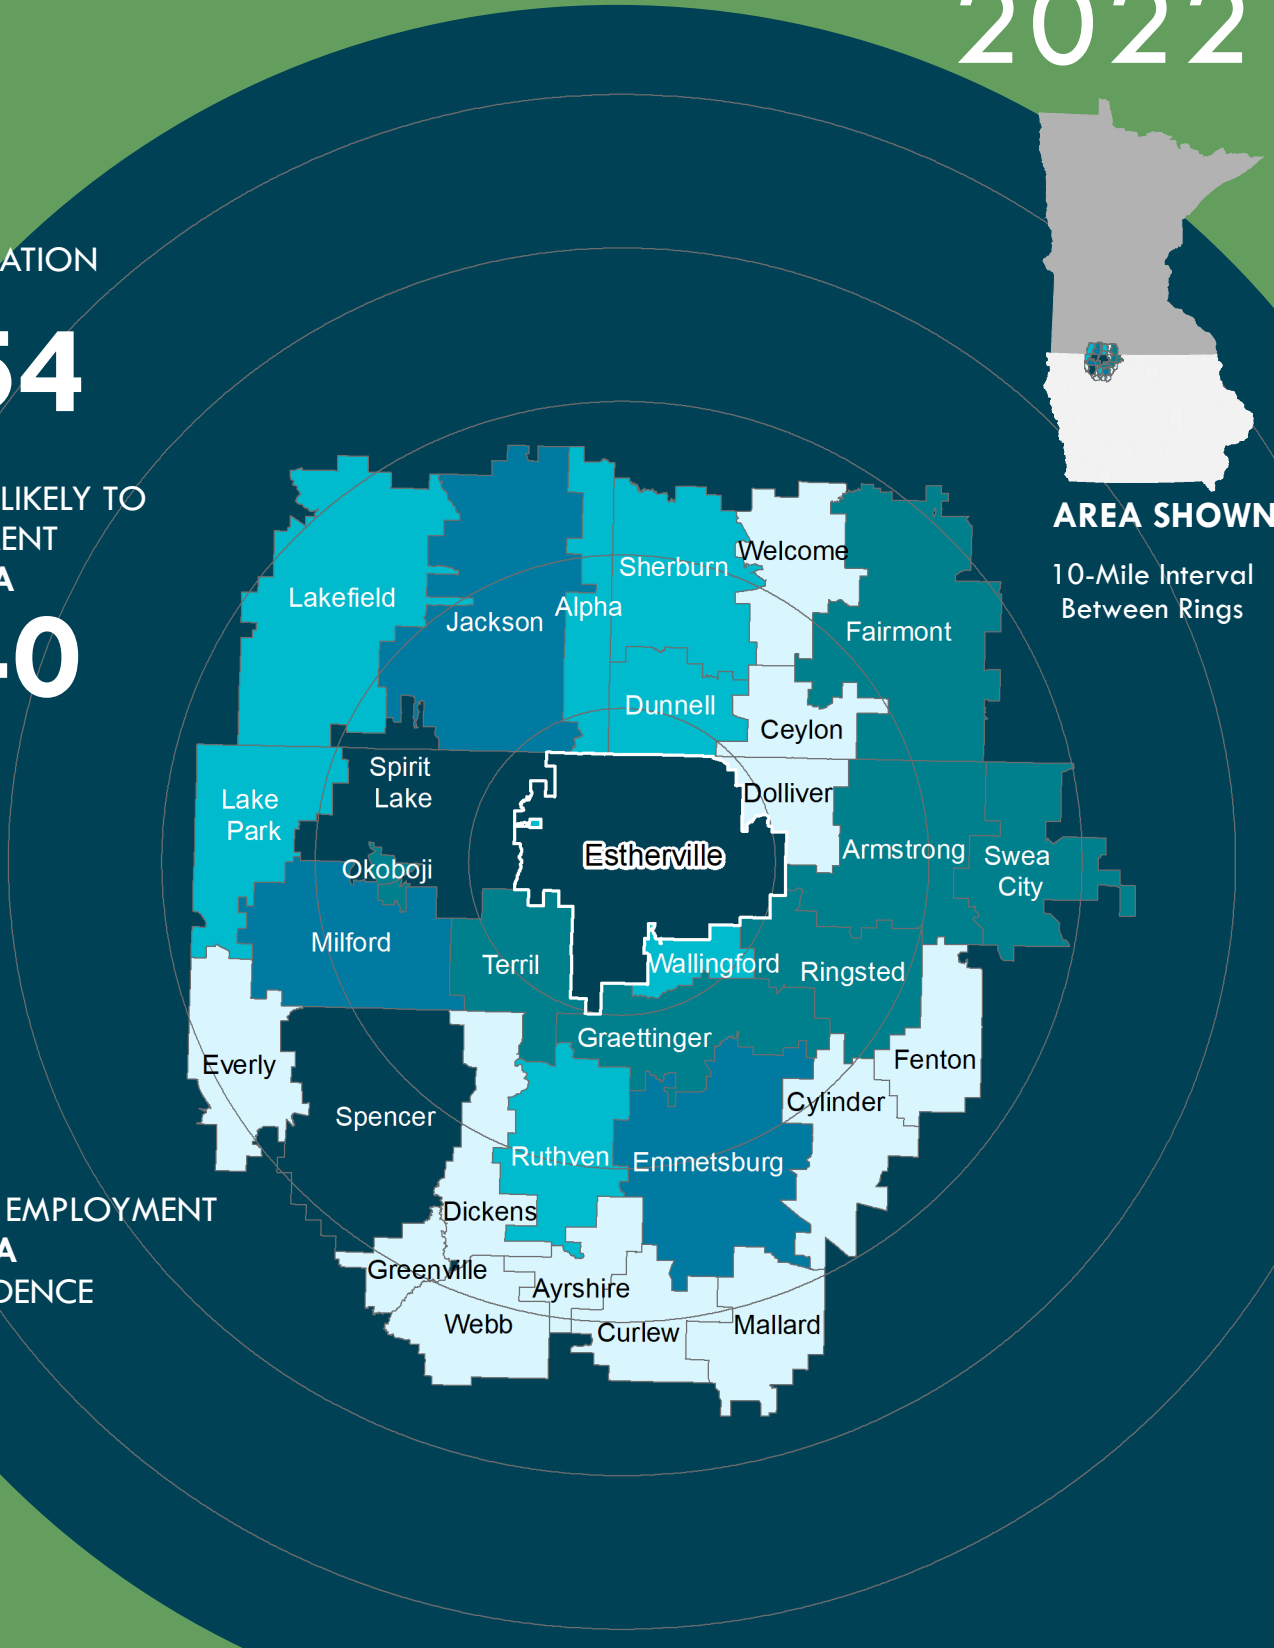 2022
ATION
54
LIKELY TO
ENT
A
40
AREA SHOWN
10-Mile Interval
Between Rings
Welcome
Sherburn
Lakefield
Alpha
Jackson
Fairmont
Dunnell
Ceylon
Spirit
Lake
Dolliver
Lake
Park
Estherville
Armstrong
Swea
City
Okoboji
Milford
Terril
Wallingford
Ringsted
Graettinger
Everly
Fenton
Cylinder
Spencer
Ruthven
Emmetsburg
Dickens
Greenville
Ayrshire
Webb
Curlew
Mallard
EMPLOYMENT
A
DENCE